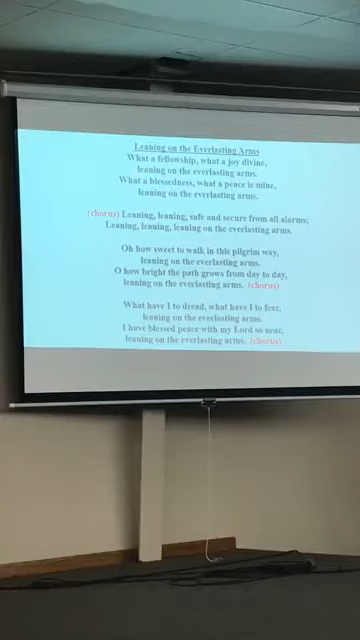 Leaning on the Everlasting Arms
What a fellowship, what a joy divine,
leaning on the everlasting arms.
What a blessedness, what a peace is mine,
leaning on the everlasting arms.
(chorus) Leaning, leaning, safe and secure from all alarms;
Leaning, leaning, leaning on the everlasting arms.
Oh how sweet to walk in this pilgrim way,
leaning on the everlasting arms.
O how bright the path grows from day to day,
leaning on the everlasting arms. (chorus)
What have I to dread, what have I to fear,
leaning on the everlasting arms.
I have blessed peace with my Lord so near,
leaning on the everlasting arms. (chorus)